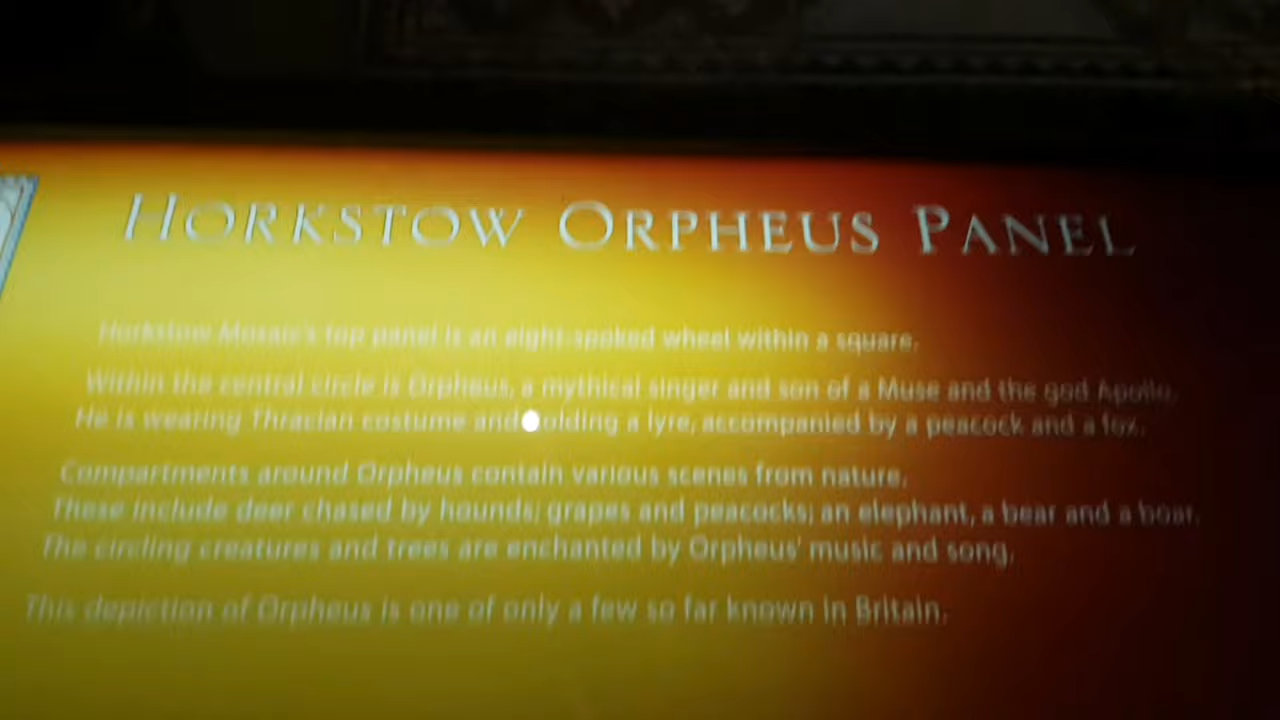 HORKSTOW ORPHEUS PANEL
Horkstow Mosaic's top panel is an eight-spoked wheel within a square.
Within the central circle is Orpheus, a mythical singer and son of a Muse and the god Apollo.
He is wearing Thracian costume and holding a lyre, accompanied by a peacock and a fox.
Compartments around Orpheus contain various scenes from nature.
These include deer chased by hounds; grapes and peacocks; an elephant, a bear and a boar.
The circling creatures and trees are enchanted by Orpheus' music and song.
This depiction of Orpheus is one of only a few so far known in Britain.